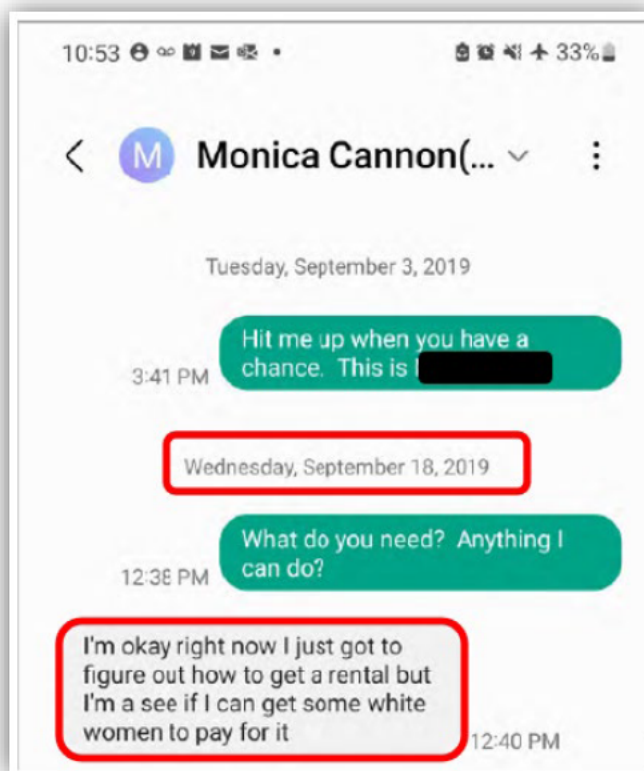 10:53 33%
M Monica Cannon(...
Tuesday, September 3, 2019
Hit me up when you have a
chance. This is
3:41 PM
Wednesday, September 18, 2019
What do you need? Anything I
can do?
12:38 PM
I'm okay right now I just got to
figure out how to get a rental but
I'm a see if I can get some white
women to pay for it
12:40 PM